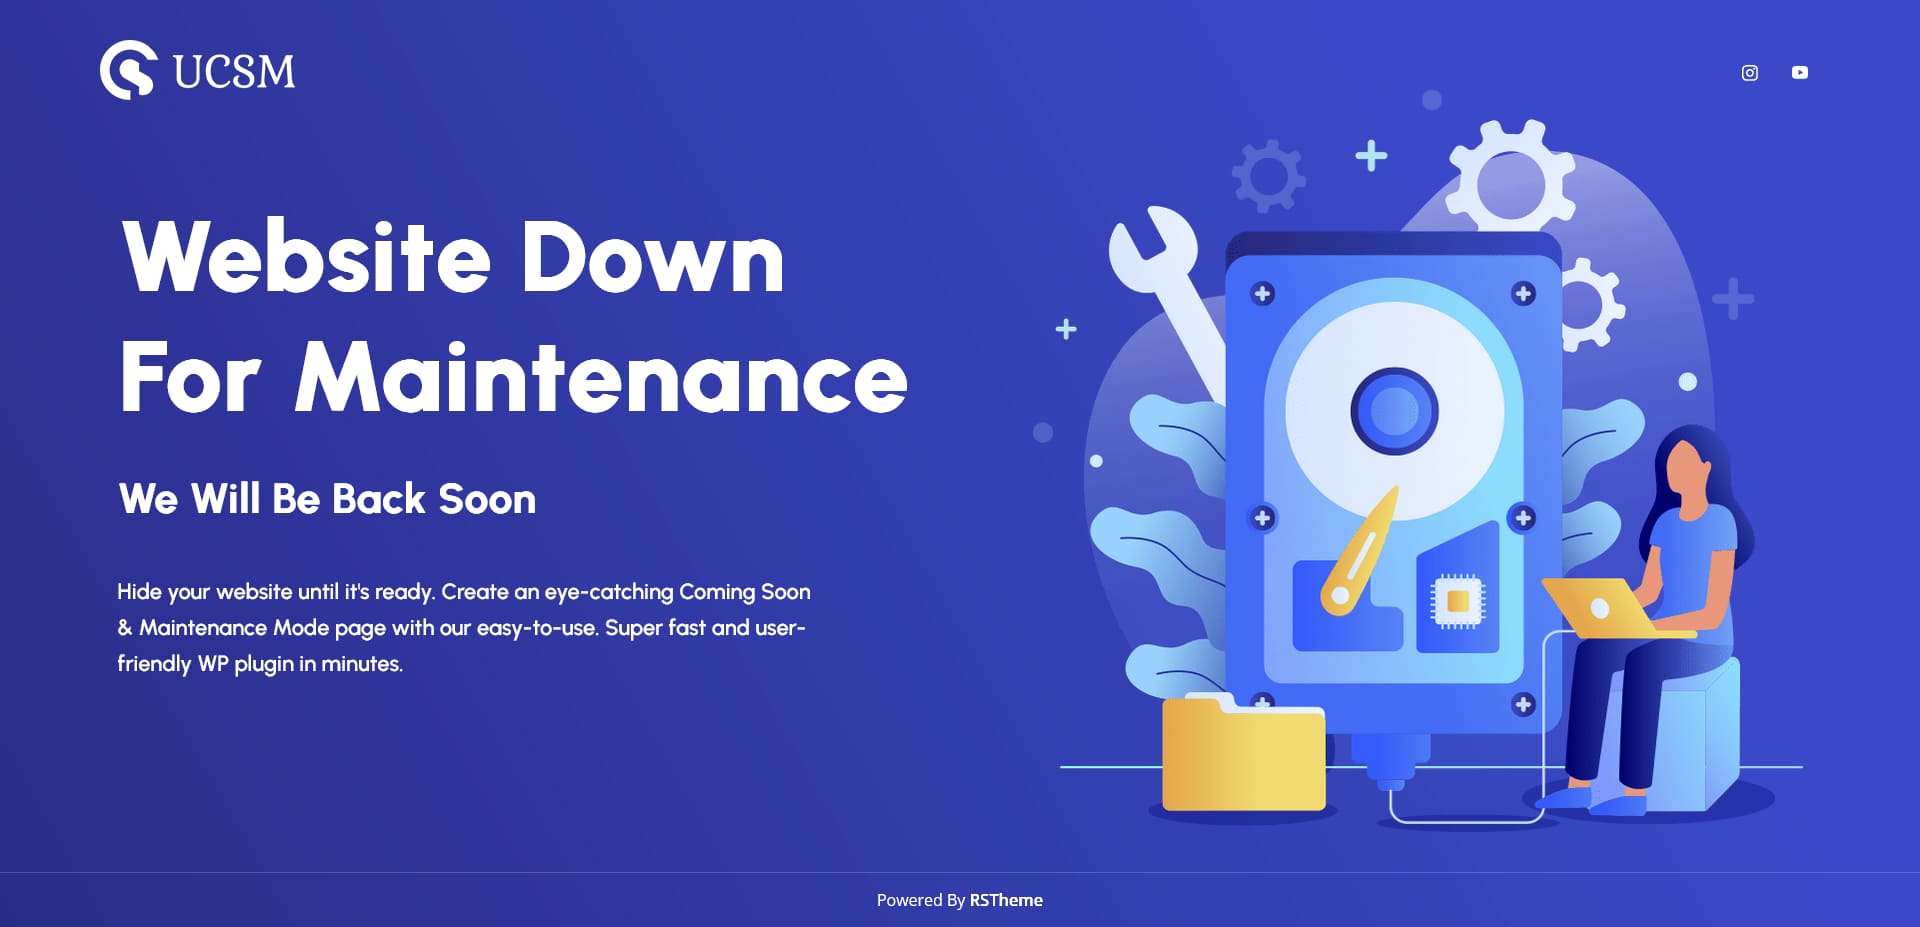 UCSM
Website Down
For Maintenance
We Will Be Back Soon
Hide your website until it's ready. Create an eye-catching Coming Soon
& Maintenance Mode page with our easy-to-use. Super fast and user-
friendly WP plugin in minutes.
Powered By RSTheme